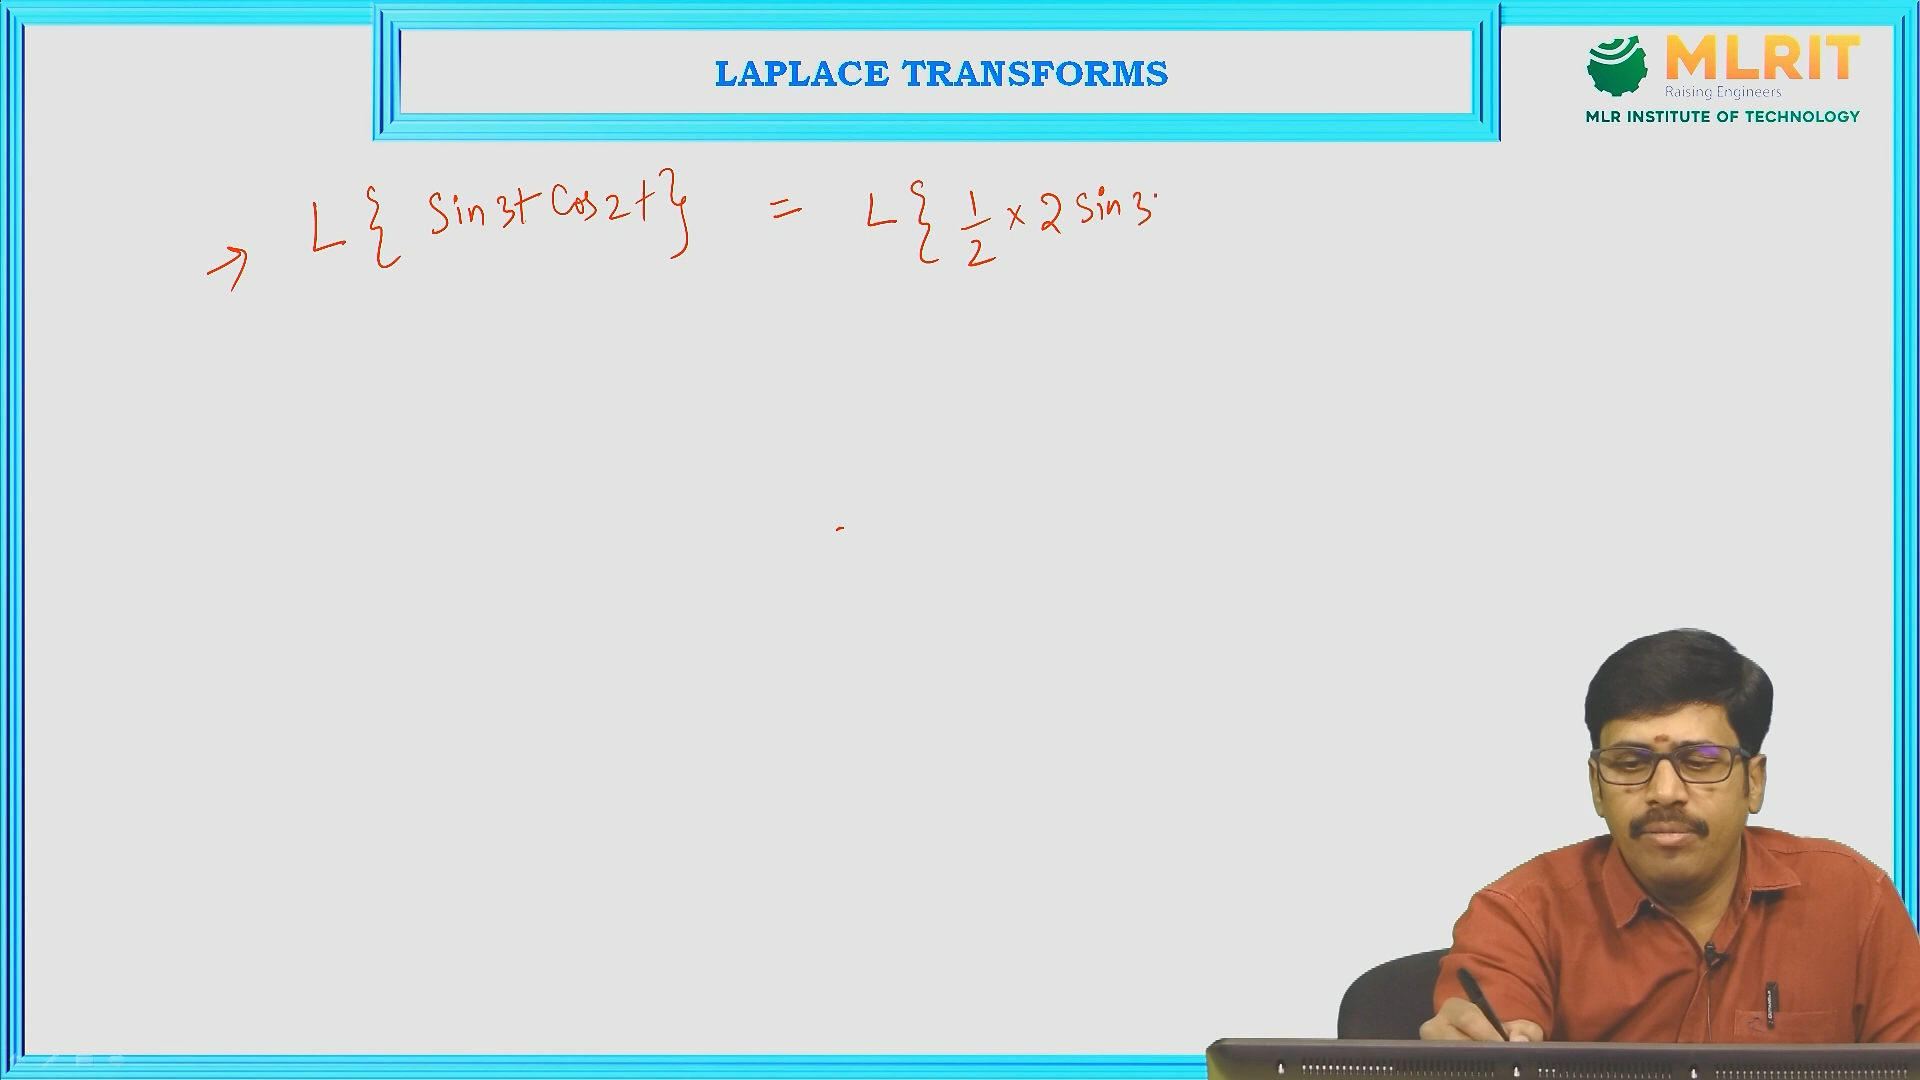 LAPLACE TRANSFORMS
MLRIT
Raising Engineers
MLR INSTITUTE OF TECHNOLOGY
→ L{ Sin3t Cos2t} = L{ 1/2 × 2 Sin 3